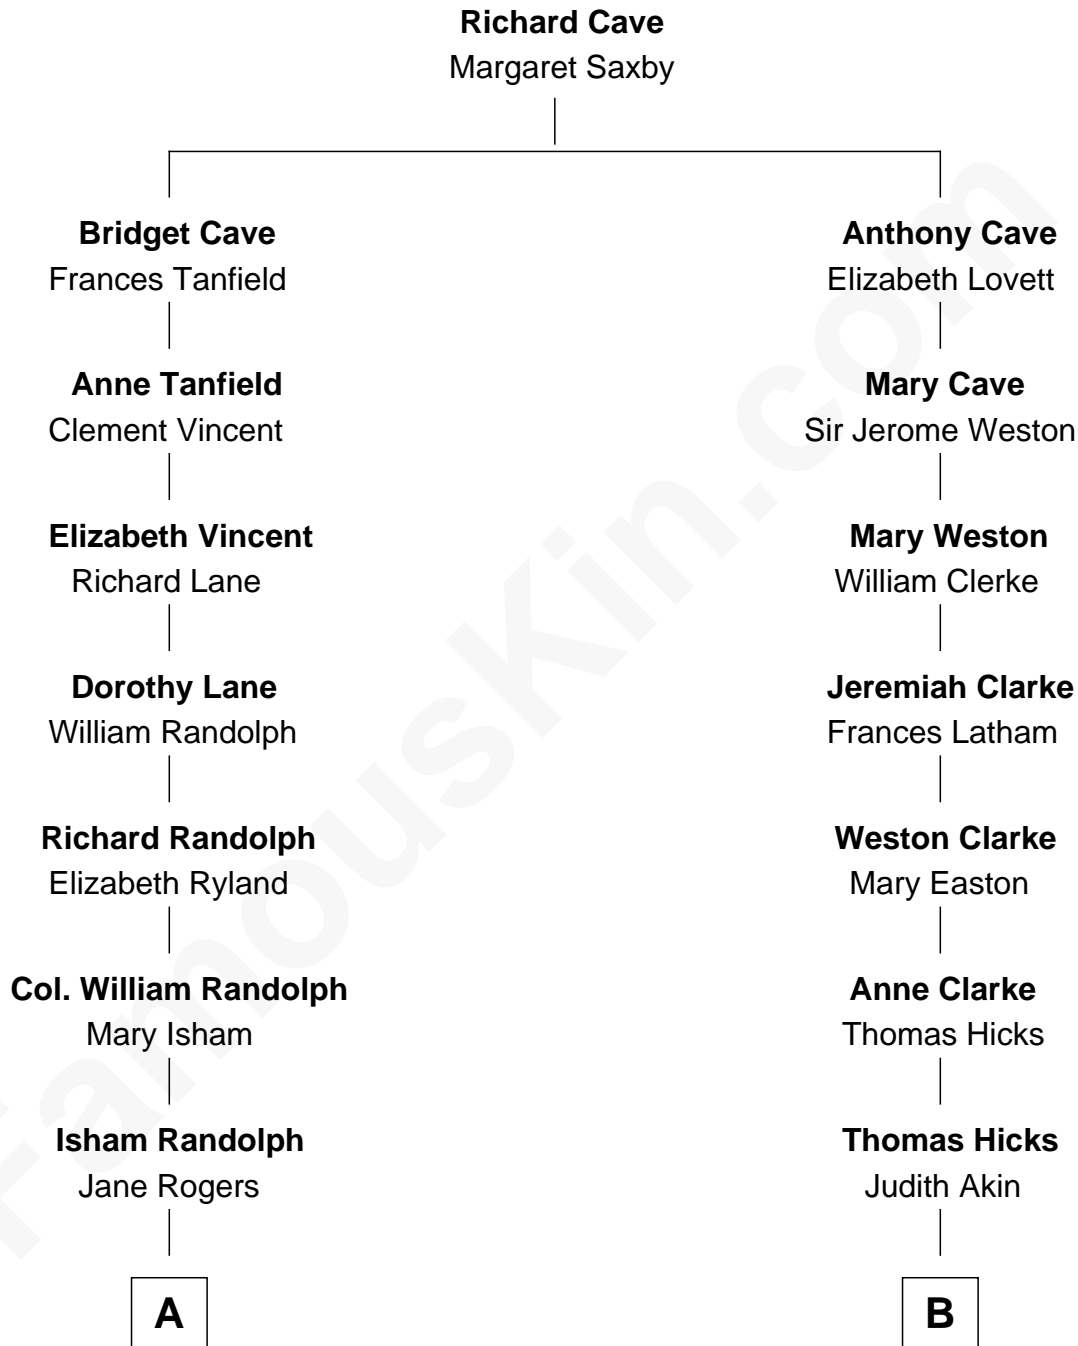 Richard Cave
Margaret Saxby
Bridget Cave
Frances Tanfield
Anthony Cave
Elizabeth Lovett
Anne Tanfield
Clement Vincent
Mary Cave
Sir Jerome Weston
Elizabeth Vincent
Richard Lane
Mary Weston
William Clerke
Dorothy Lane
William Randolph
Jeremiah Clarke
Frances Latham
Richard Randolph
Elizabeth Ryland
Weston Clarke
Mary Easton
Col. William Randolph
Mary Isham
Anne Clarke
Thomas Hicks
Isham Randolph
Jane Rogers
Thomas Hicks
Judith Akin
A
B
FamousKin.com